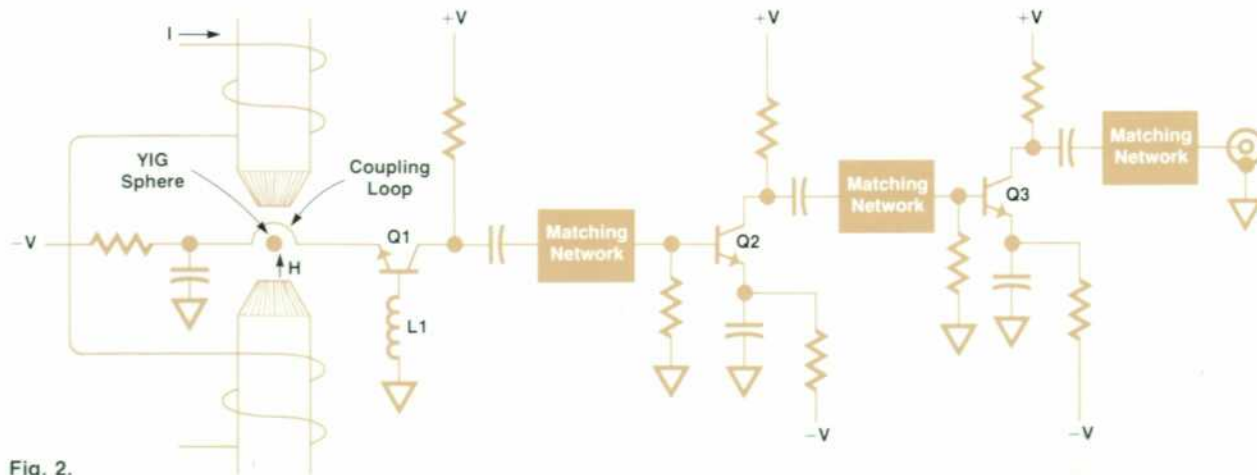 I
+V
+V
+V
YIG
Sphere
Coupling
Loop
Matching
Network
Matching
Network
Matching
Network
-V
H
Q1
Q2
Q3
L1
-V
-V
Fig. 2.